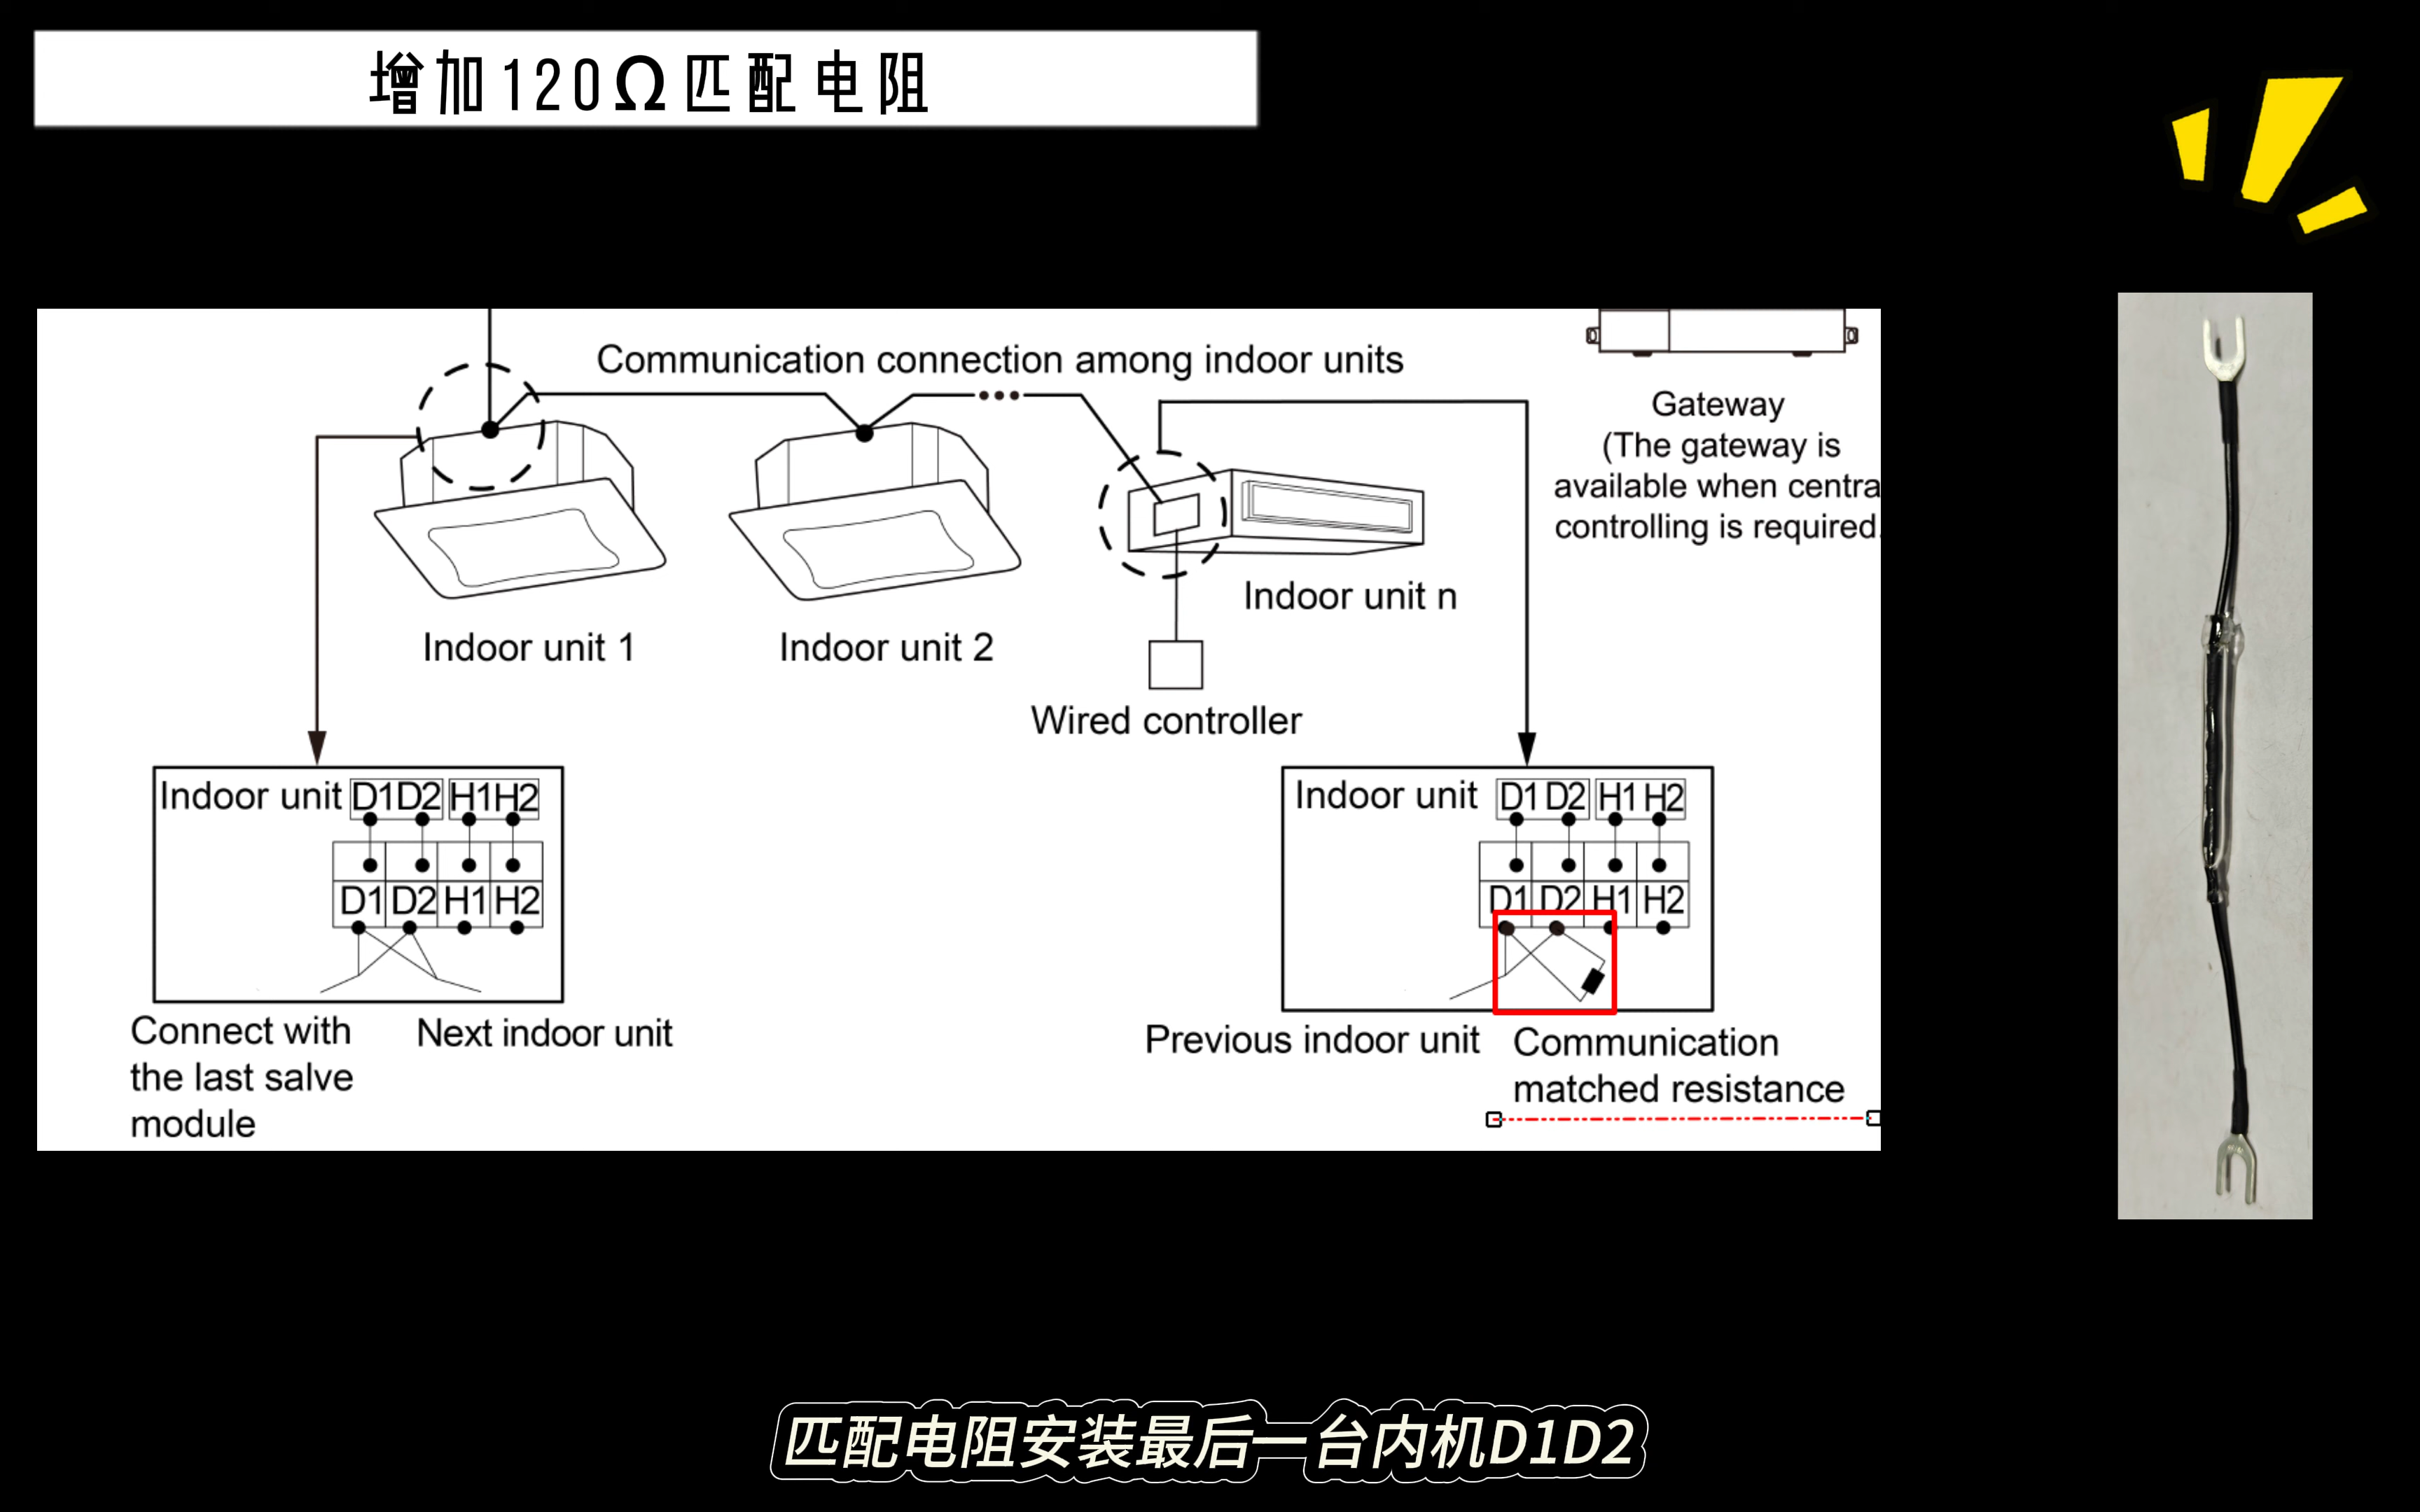 增加120Ω匹配电阻
Communication connection among indoor units
Gateway
(The gateway is
available when centra
controlling is required.
Indoor unit 1
Indoor unit 2
Indoor unit n
Wired controller
Indoor unit D1D2 H1H2
D1 D2 H1 H2
Connect with
the last salve
module
Next indoor unit
Indoor unit D1 D2 H1 H2
D1 D2 H1 H2
Previous indoor unit
Communication
matched resistance
匹配电阻安装最后一台内机D1D2